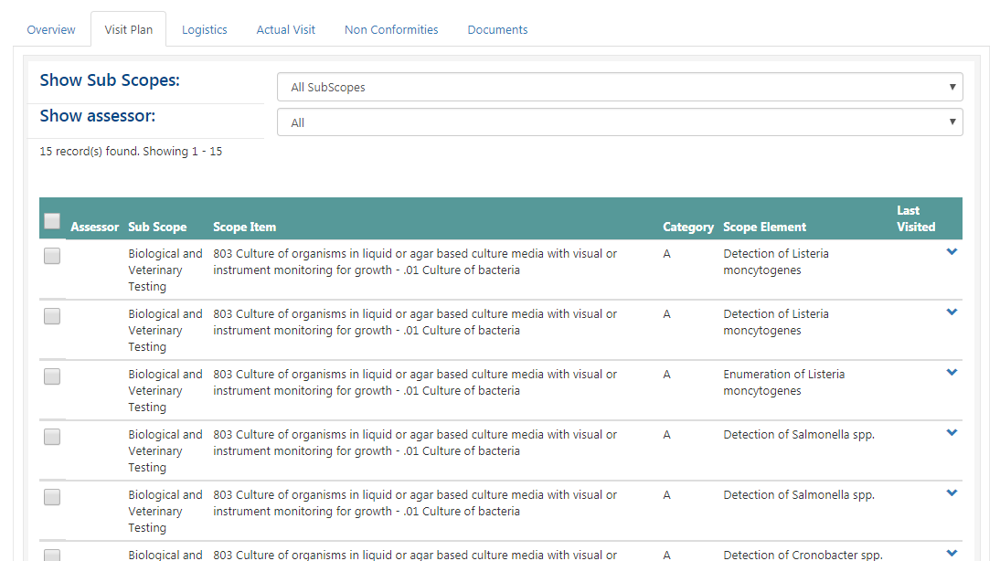 Overview Visit Plan Logistics Actual Visit Non Conformities Documents
Show Sub Scopes:
All SubScopes
Show assessor:
All
15 record(s) found. Showing 1 - 15
Assessor Sub Scope Scope Item Category Scope Element Last Visited
Biological and Veterinary Testing
803 Culture of organisms in liquid or agar based culture media with visual or
instrument monitoring for growth - .01 Culture of bacteria
A
Detection of Listeria
moncytogenes
Biological and Veterinary Testing
803 Culture of organisms in liquid or agar based culture media with visual or
instrument monitoring for growth - .01 Culture of bacteria
A
Detection of Listeria
moncytogenes
Biological and Veterinary Testing
803 Culture of organisms in liquid or agar based culture media with visual or
instrument monitoring for growth - .01 Culture of bacteria
A
Enumeration of Listeria
moncytogenes
Biological and Veterinary Testing
803 Culture of organisms in liquid or agar based culture media with visual or
instrument monitoring for growth - .01 Culture of bacteria
A
Detection of Salmonella spp.
Biological and Veterinary Testing
803 Culture of organisms in liquid or agar based culture media with visual or
instrument monitoring for growth - .01 Culture of bacteria
A
Detection of Salmonella spp.
Biological and
803 Culture of organisms in liquid or agar based culture media with visual or
A
Detection of Cronobacter spp.